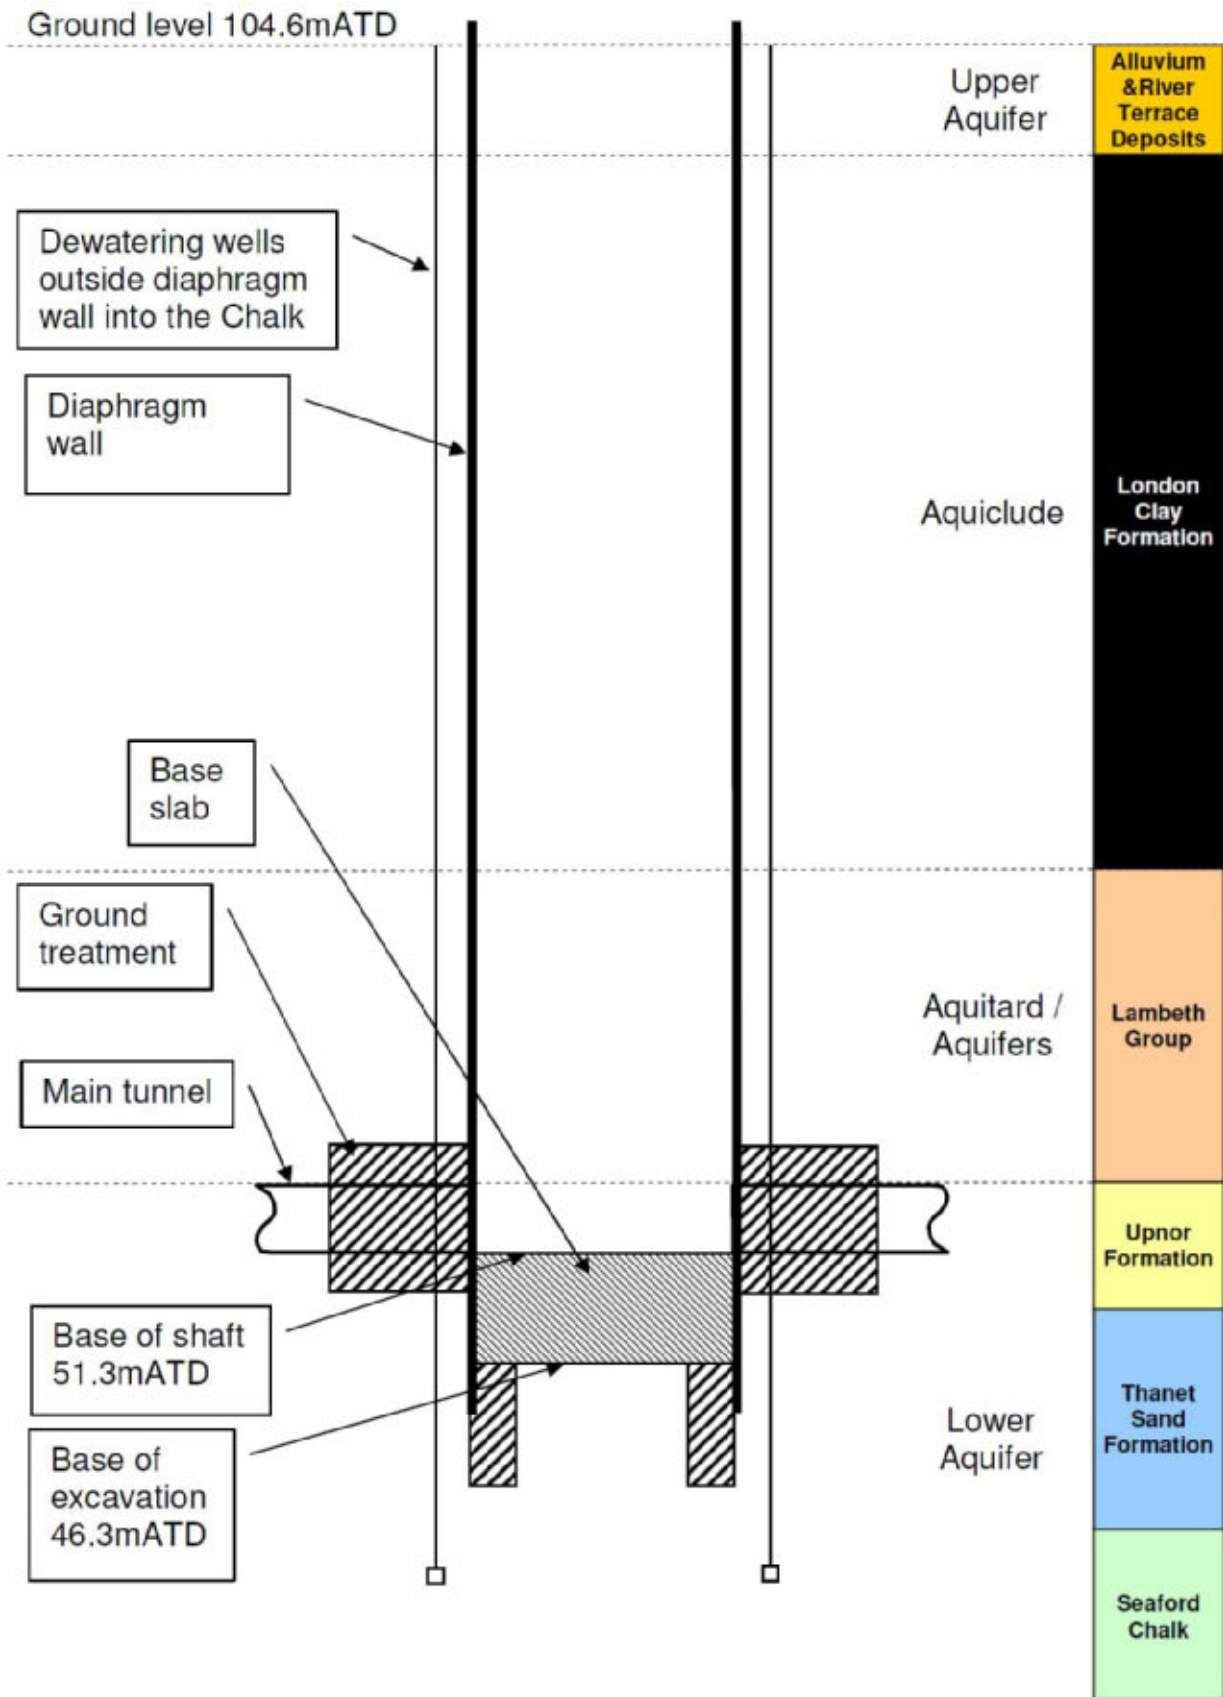 Ground level 104.6mATD
Upper
Aquifer
Alluvium
&River
Terrace
Deposits
Dewatering wells
outside diaphragm
wall into the Chalk
Diaphragm
wall
Aquiclude
London
Clay
Formation
Base
slab
Ground
treatment
Aquitard /
Aquifers
Lambeth
Group
Main tunnel
Upnor
Formation
Base of shaft
51.3mATD
Thanet
Sand
Formation
Lower
Aquifer
Base of
excavation
46.3mATD
Seaford
Chalk